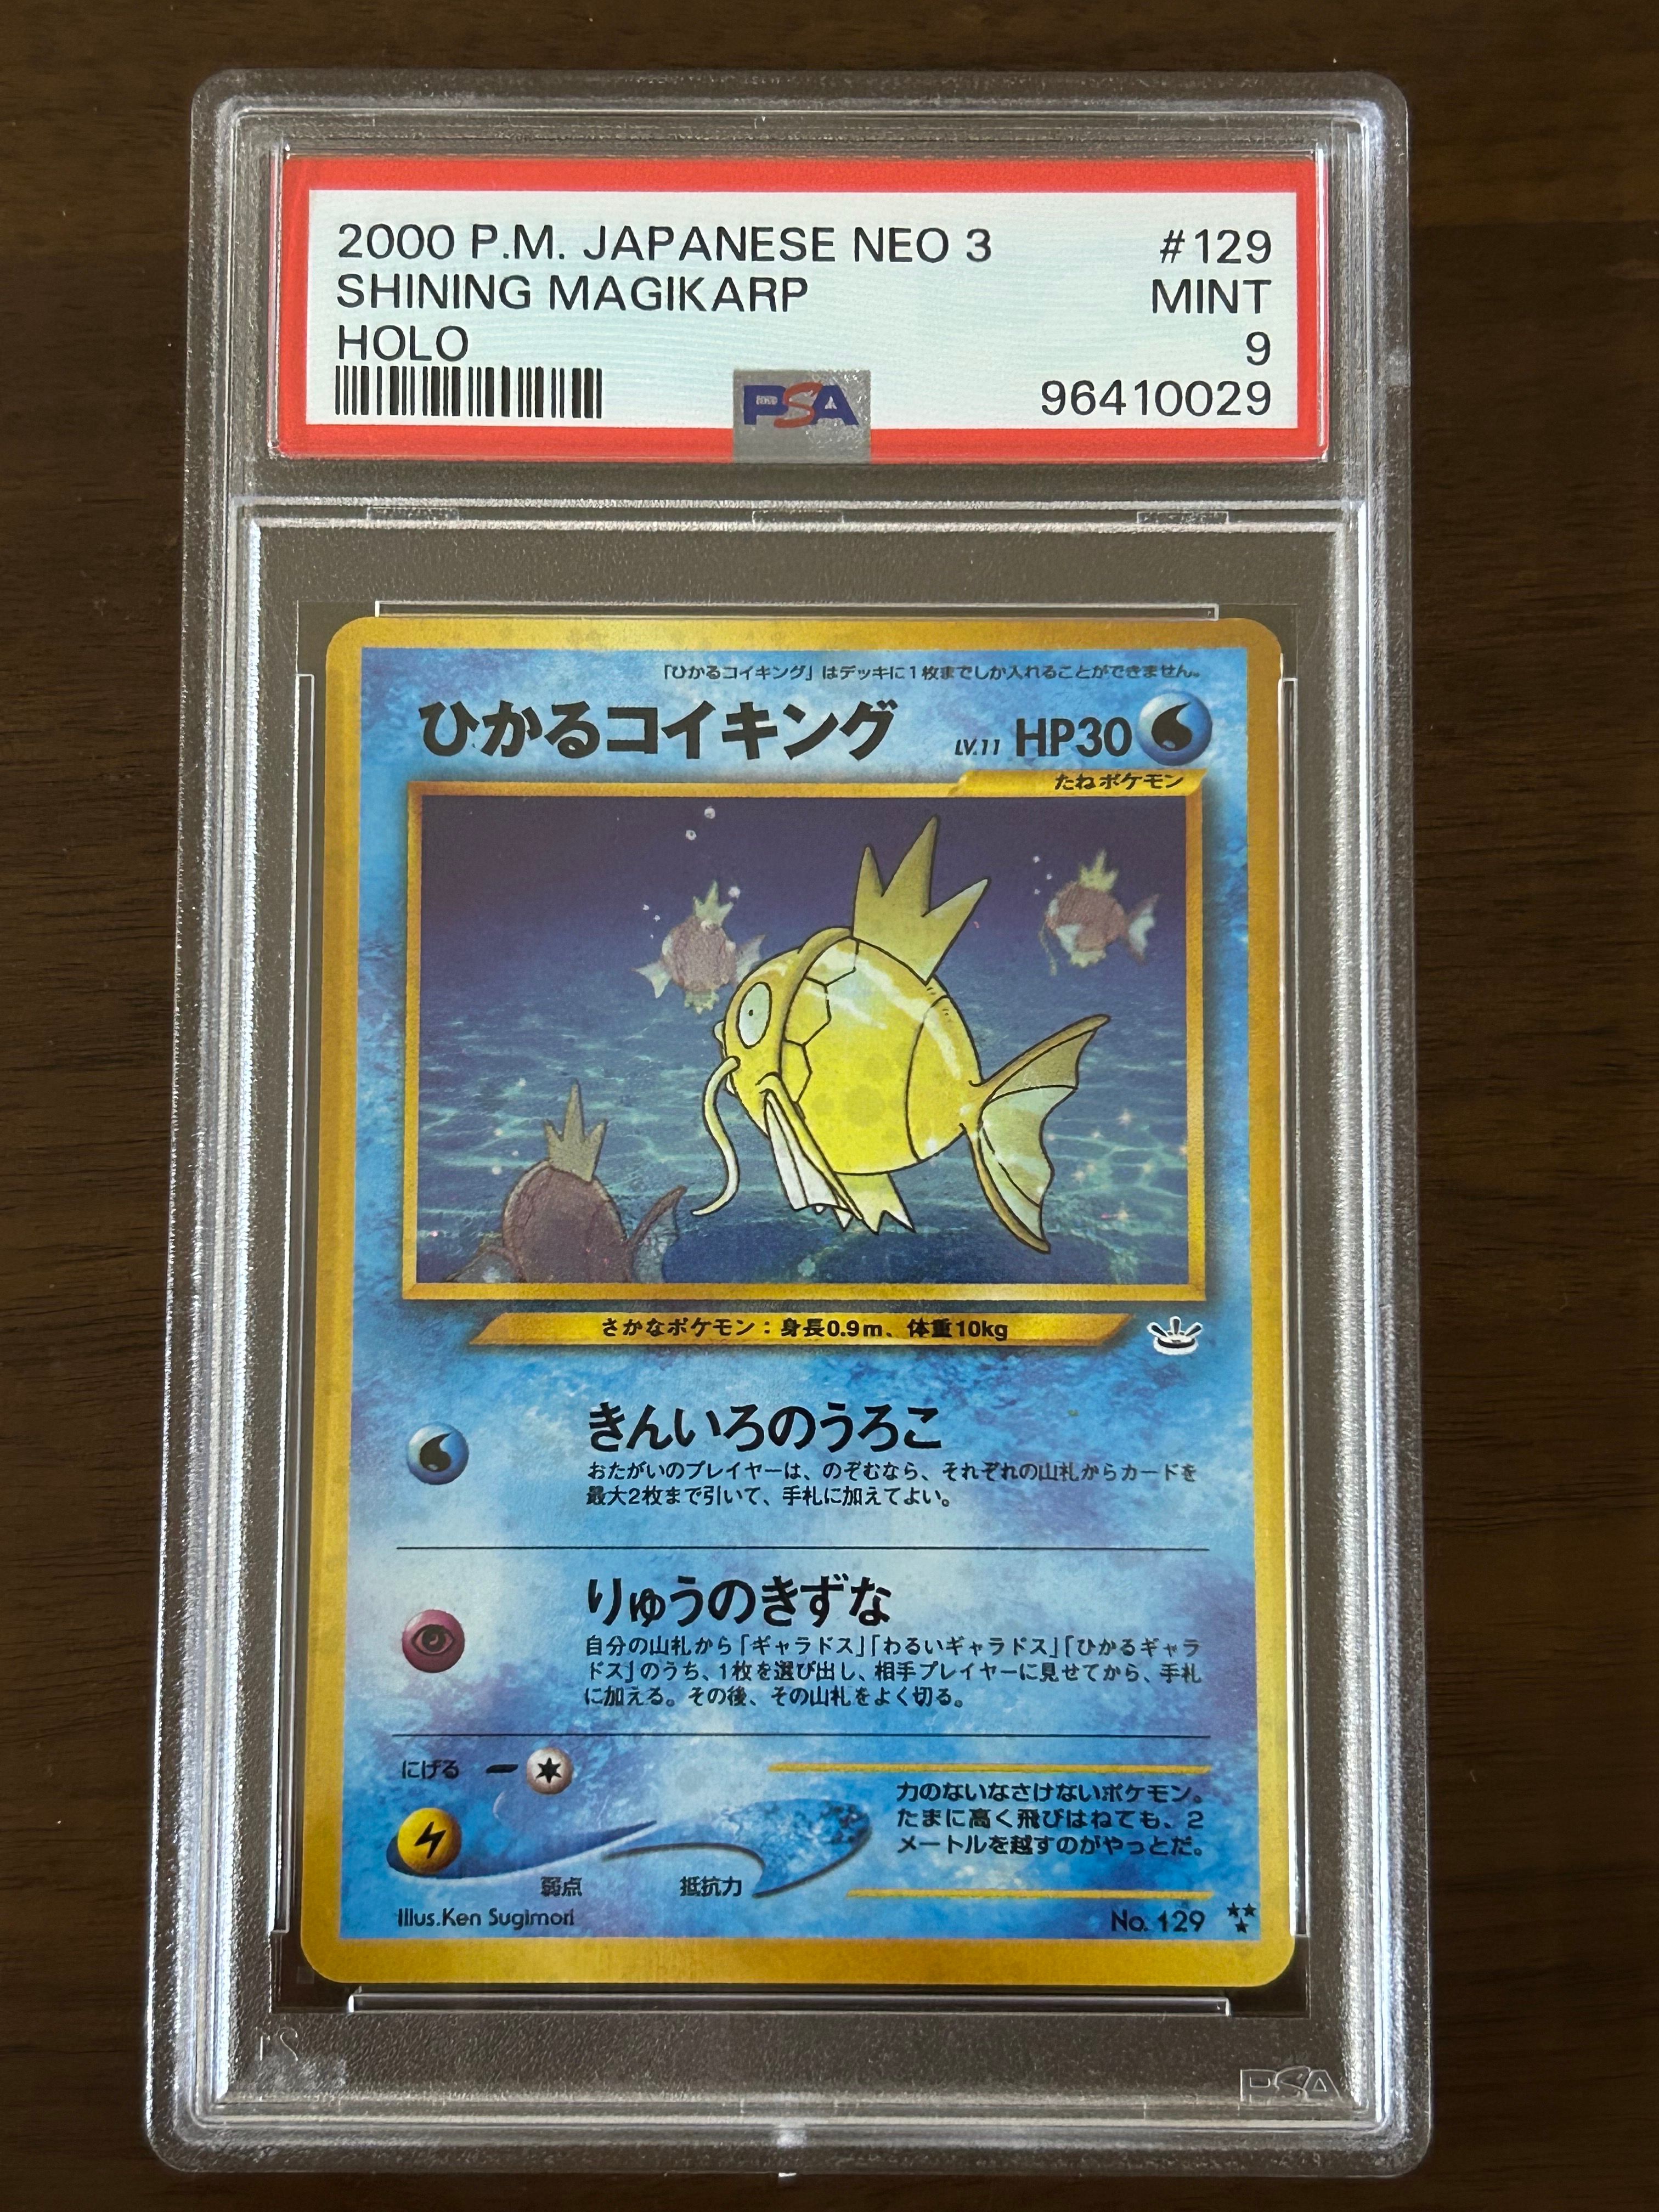 2000 P.M. JAPANESE NEO 3 #129
SHINING MAGIKARP MINT
HOLO 9
PSA 96410029
「ひかるコイキング」はデッキに1枚までしか入れることができません。
ひかるコイキング LV.11 HP30
たねポケモン
さかなポケモン：身長0.9m、体重10kg
きんいろのうろこ
おたがいのプレイヤーは、のぞむなら、それぞれの山札からカードを
最大2枚まで引いて、手札に加えてよい。
りゅうのきずな
自分の山札から「ギャラドス」「わるいギャラドス」「ひかるギャラ
ドス」のうち、1枚を選び出し、相手プレイヤーに見せてから、手札
に加える。その後、その山札をよく切る。
にげる
力のないなさけないポケモン。
たまに高く飛びはねても、2
メートルを越すのがやっとだ。
弱点 抵抗力
Illus.Ken Sugimori No. 129
PSA